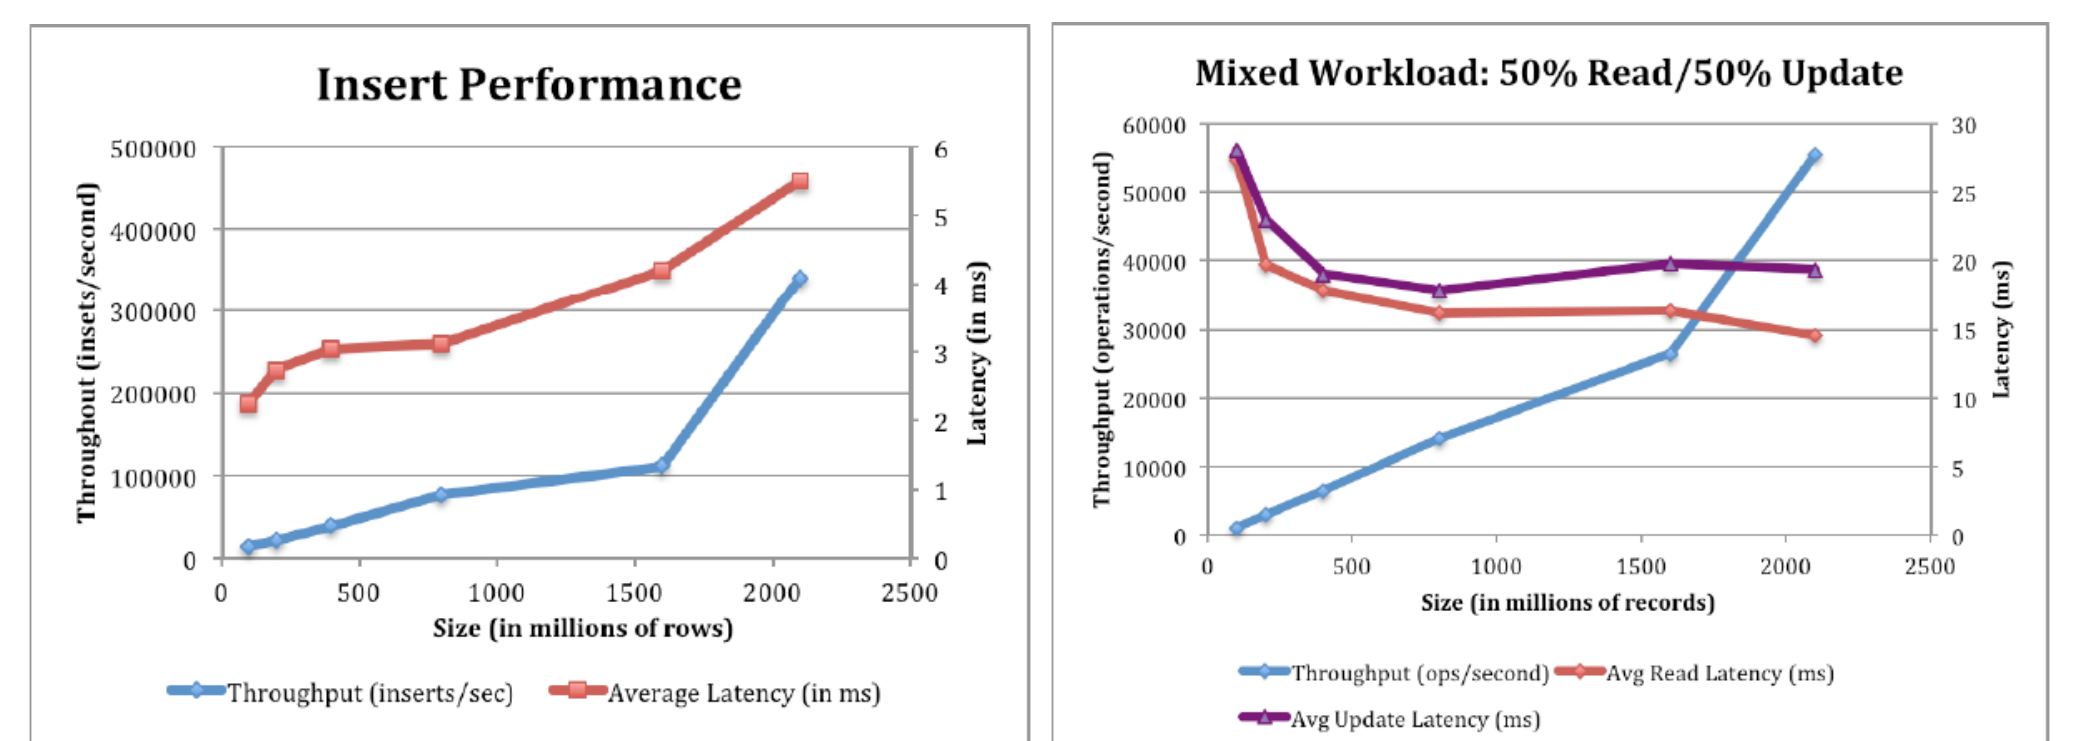 Insert Performance
Throughout (insets/second)
500000
400000
300000
200000
100000
0
6
5
4
3
2
1
0
Latency (in ms)
0 500 1000 1500 2000 2500
Size (in millions of rows)
Throughput (inserts/sec) Average Latency (in ms)
Mixed Workload: 50% Read/50% Update
Throughput (operations/second)
60000
50000
40000
30000
20000
10000
0
30
25
20
15
10
5
0
Latency (ms)
0 500 1000 1500 2000 2500
Size (in millions of records)
Throughput (ops/second) Avg Read Latency (ms)
Avg Update Latency (ms)